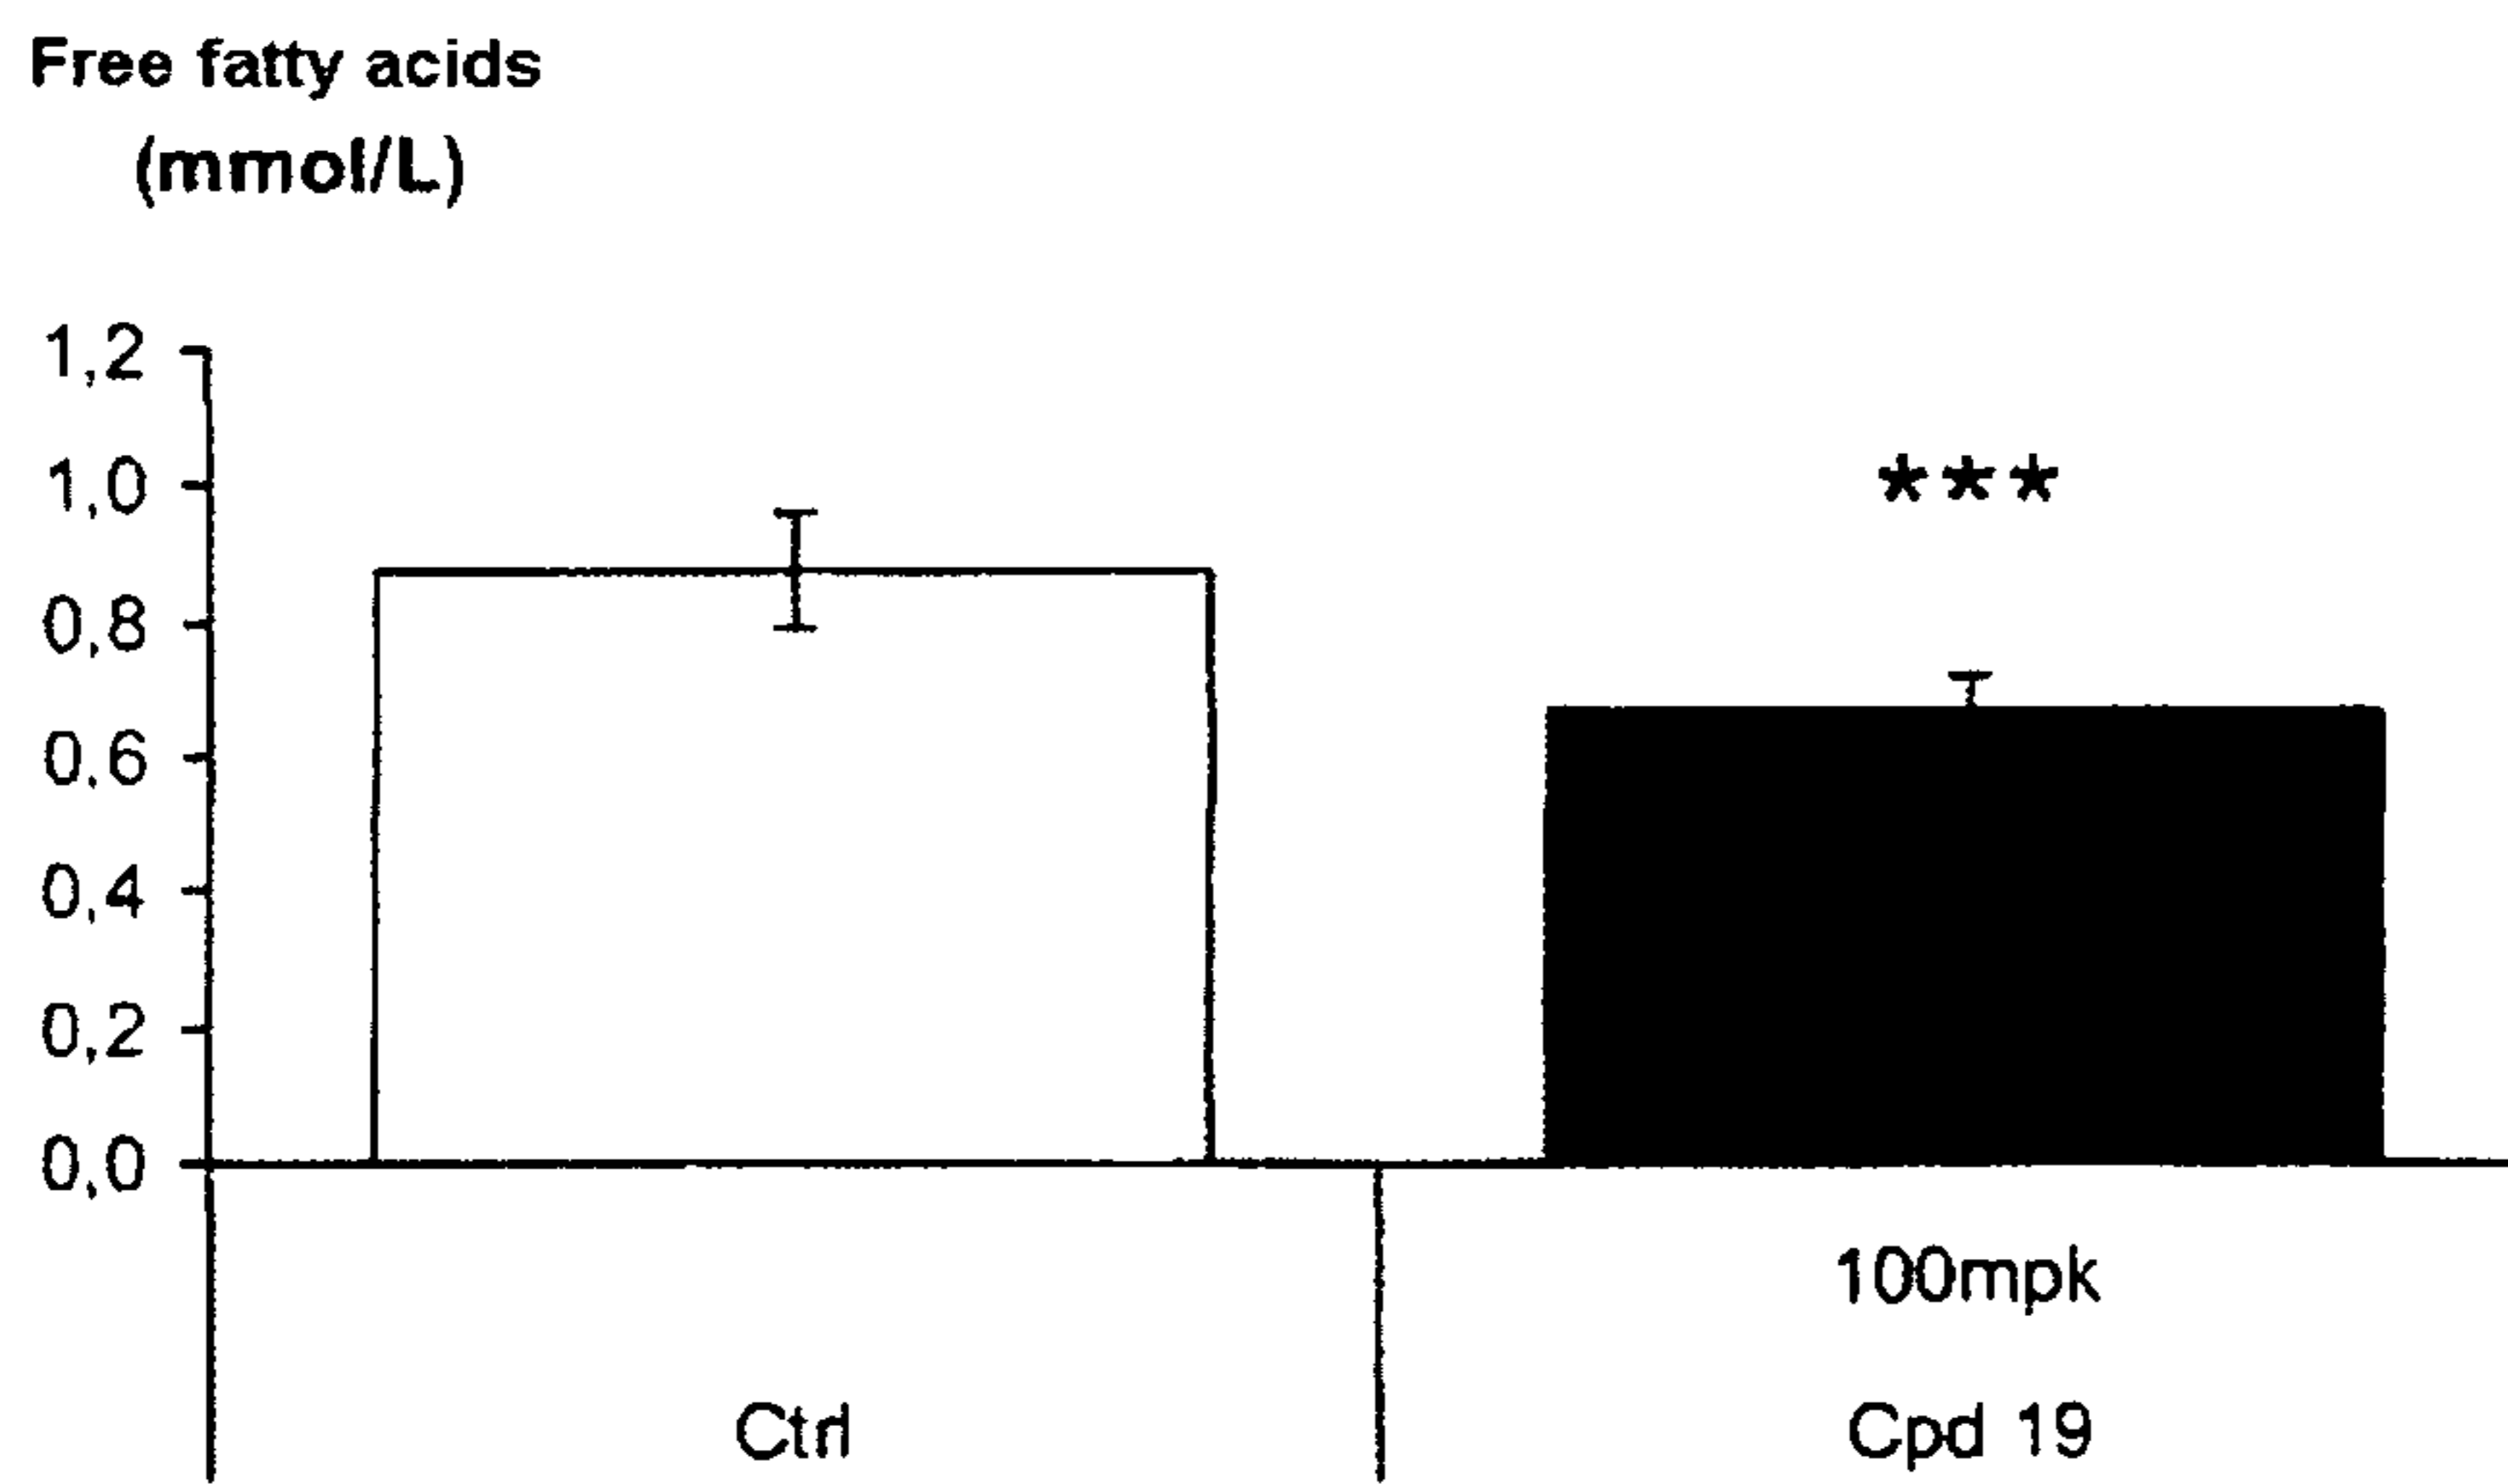 Free fatty acids
(mmol/L)
1,2
1,0
***
0,8
0,6
0,4
0,2
0,0
100mpk
Ctrl
Cpd 19